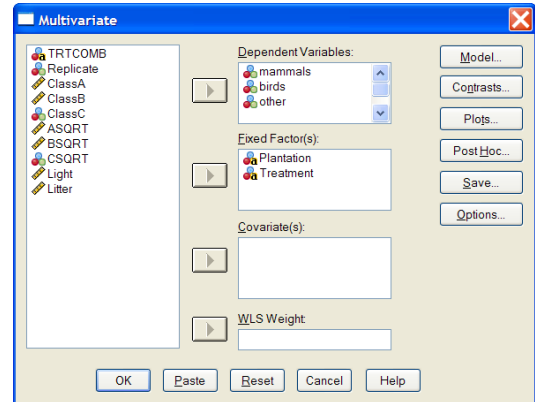 Multivariate
TRTCOMB
Replicate
ClassA
ClassB
ClassC
ASQRT
BSQRT
CSQRT
Light
Litter
Dependent Variables:
mammals
birds
other
Fixed Factor(s):
Plantation
Treatment
Covariate(s):
WLS Weight:
Model...
Contrasts...
Plots...
Post Hoc...
Save...
Options...
OK
Paste
Reset
Cancel
Help